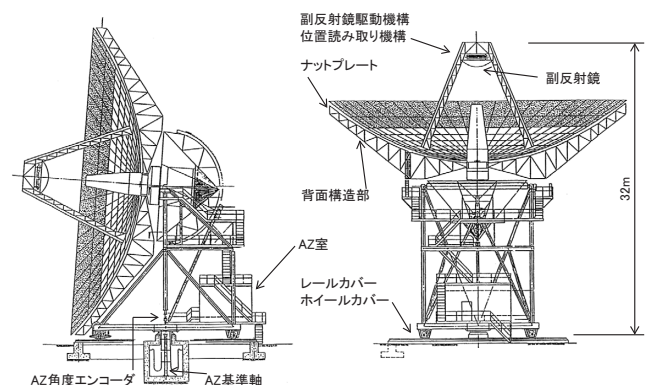 副反射鏡駆動機構
位置読み取り機構
ナットプレート
副反射鏡
背面構造部
32m
AZ室
レールカバー
ホイールカバー
AZ角度エンコーダ
AZ基準軸